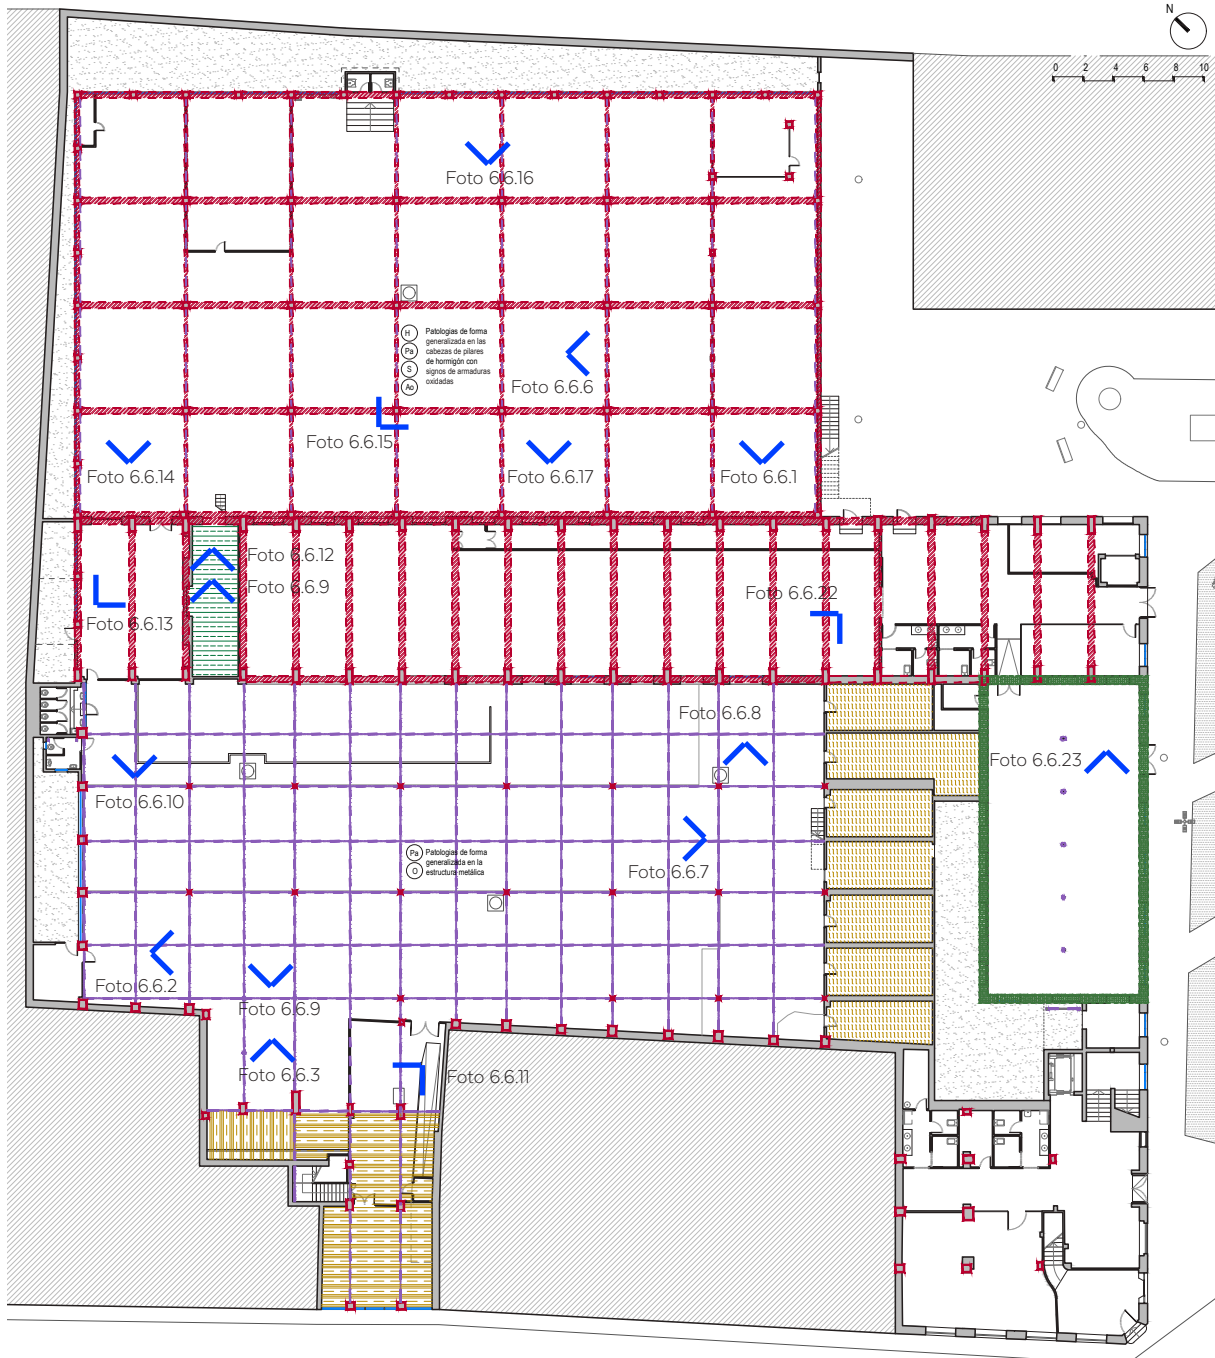 N
0 2 4 6 8 10
Foto 6.6.16
H
Pa
S
Ao
Patologías de forma
generalizada en las
cabezas de pilares
de hormigón con
signos de armaduras
oxidadas
Foto 6.6.6
Foto 6.6.15
Foto 6.6.14
Foto 6.6.17
Foto 6.6.1
Foto 6.6.12
Foto 6.6.9
Foto 6.6.22
Foto 6.6.13
Foto 6.6.8
Foto 6.6.23
Foto 6.6.10
Pa
O
Patologías de forma
generalizada en la
estructura metálica
Foto 6.6.7
Foto 6.6.2
Foto 6.6.9
Foto 6.6.3
Foto 6.6.11